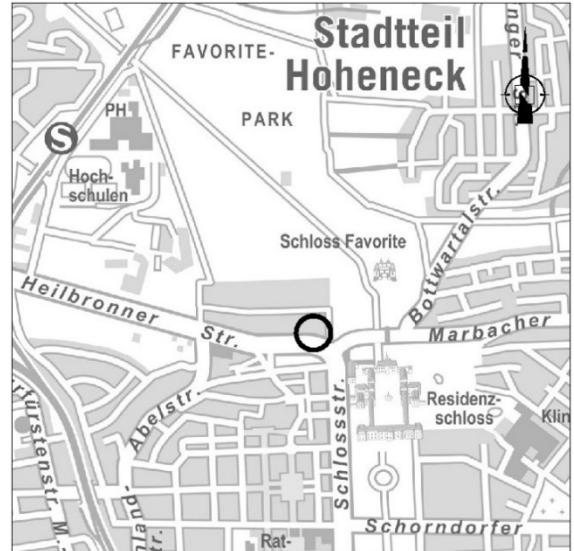 FAVORITE-
PARK
Stadtteil
Hoheneck
PH
S
Hoch-
schulen
Schloss Favorite
Bottwartalstr.
Heilbronner
Str.
Marbacher
Abelstr.
Schlossstr.
Residenz-
schloss
Schorndorfer
Rat-